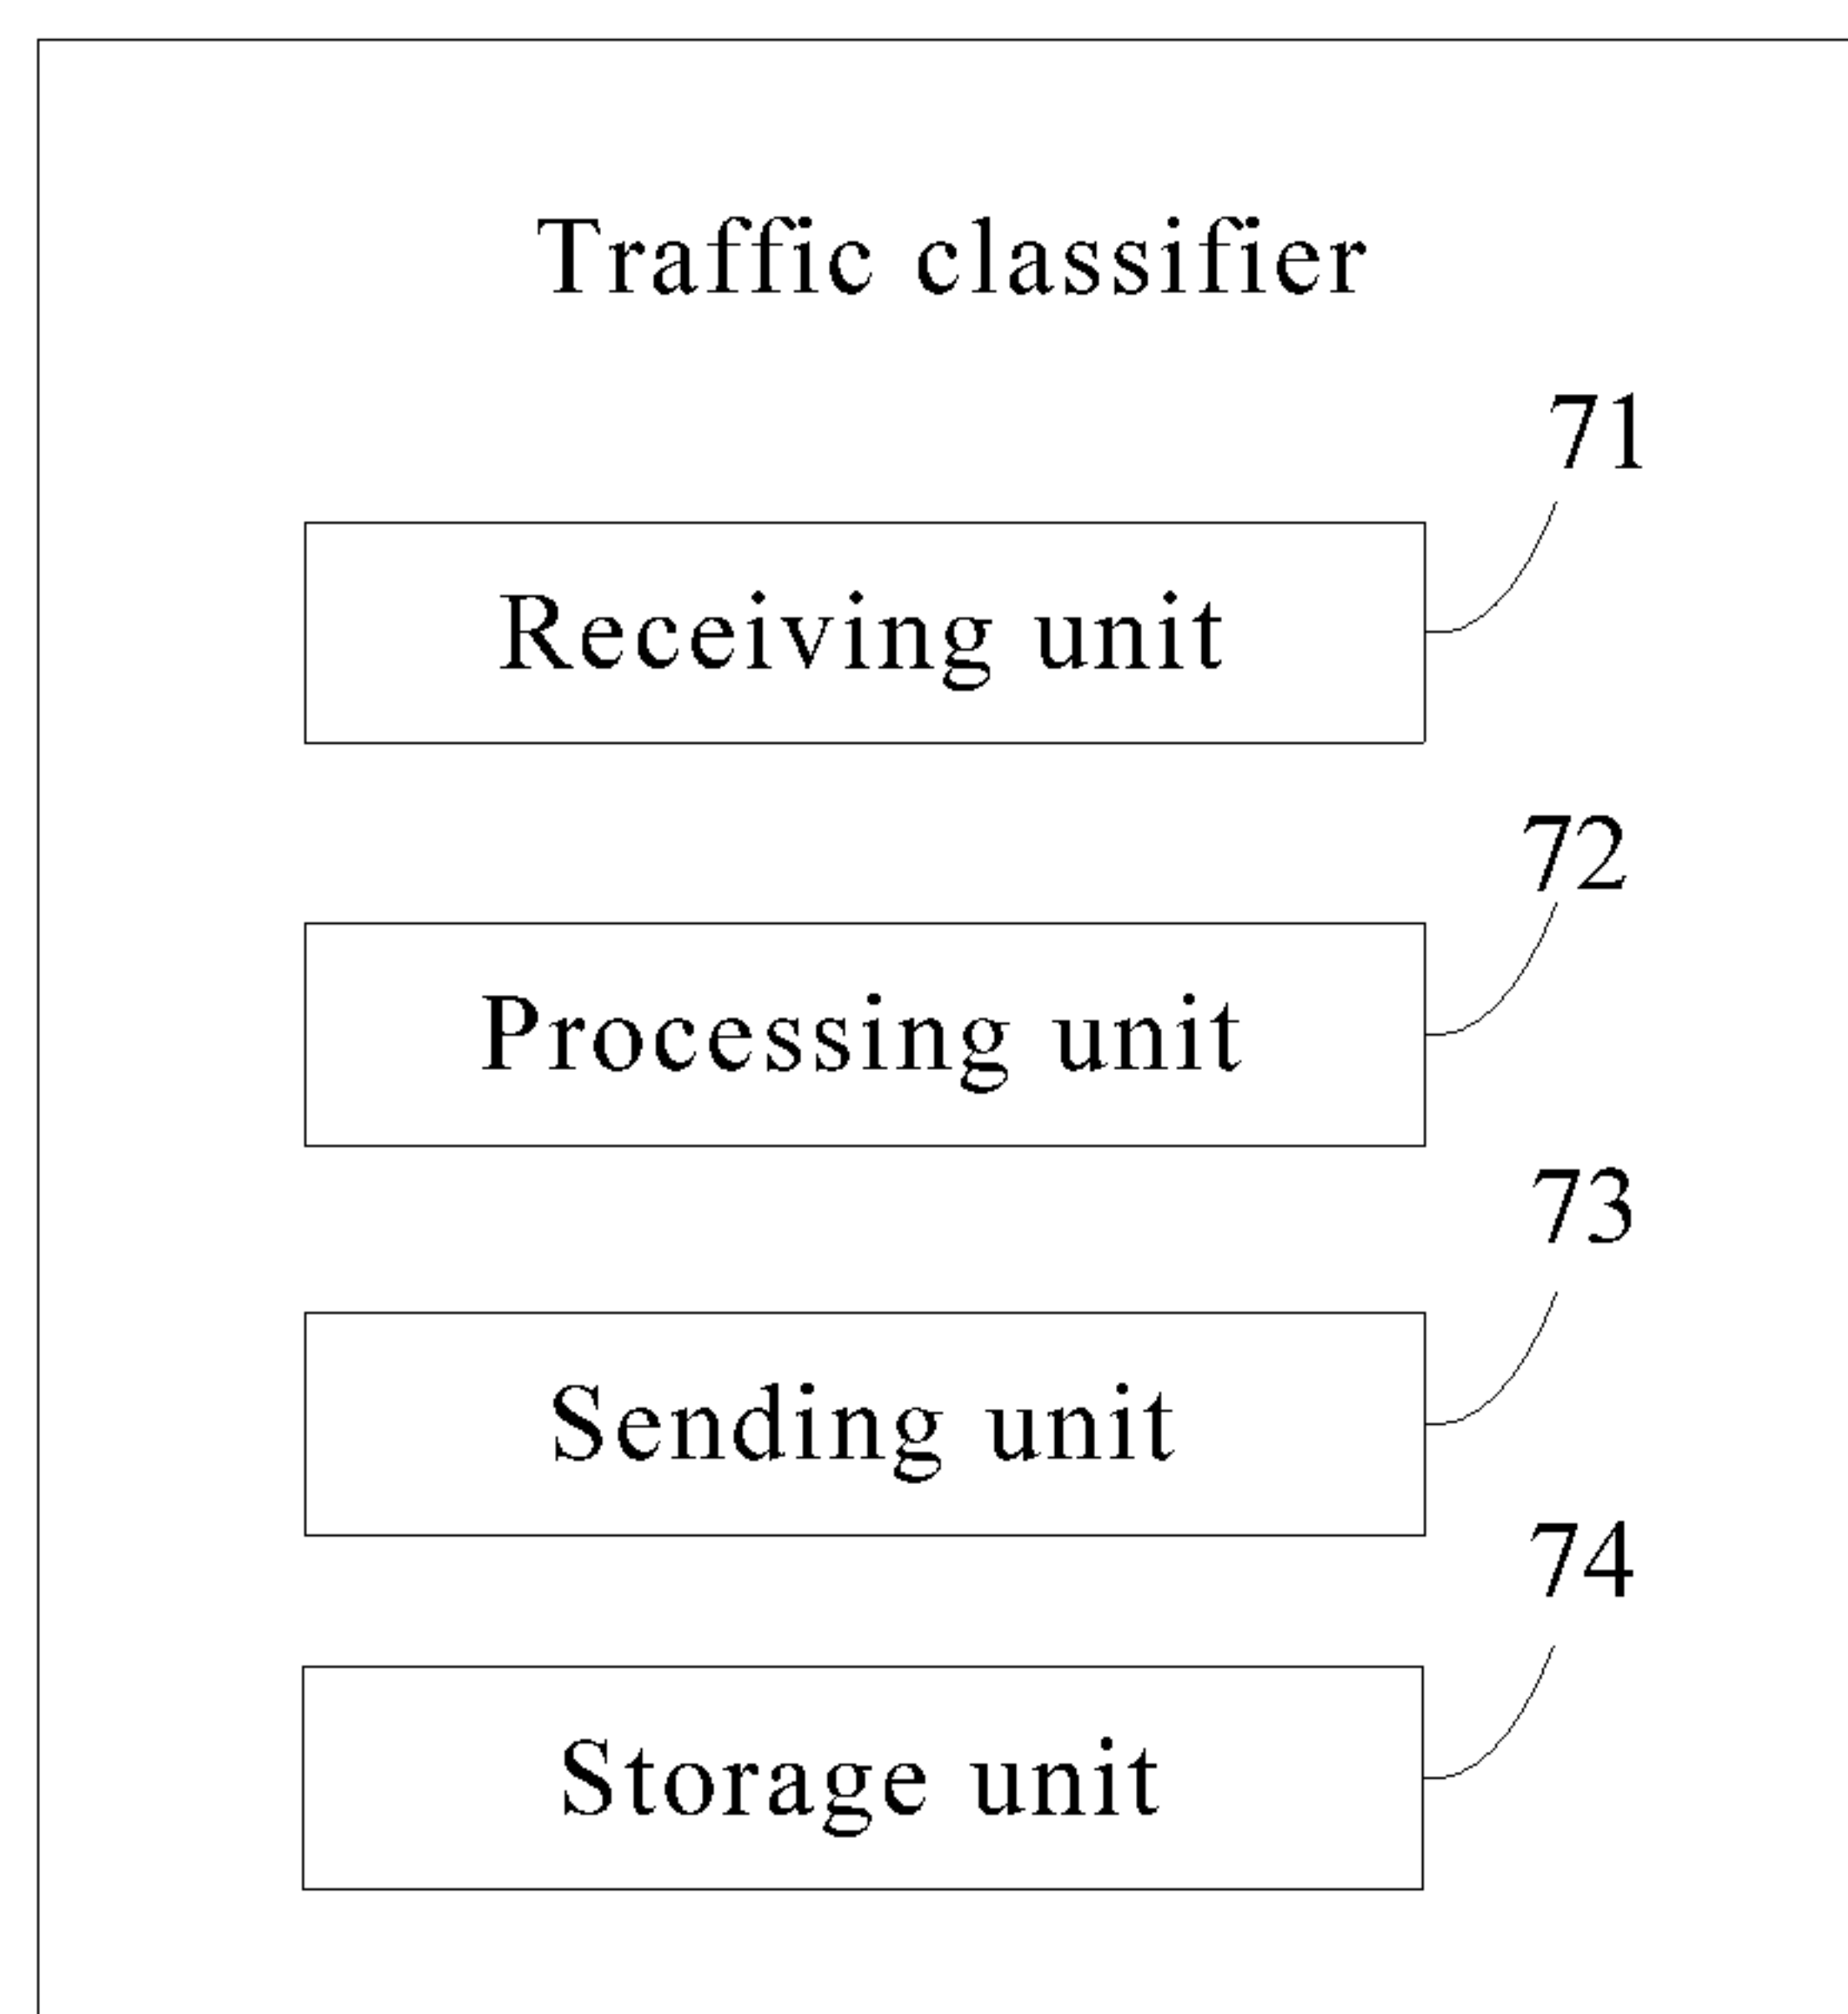 Traffic classifier
71
Receiving unit
72
Processing unit
73
Sending unit
74
Storage unit